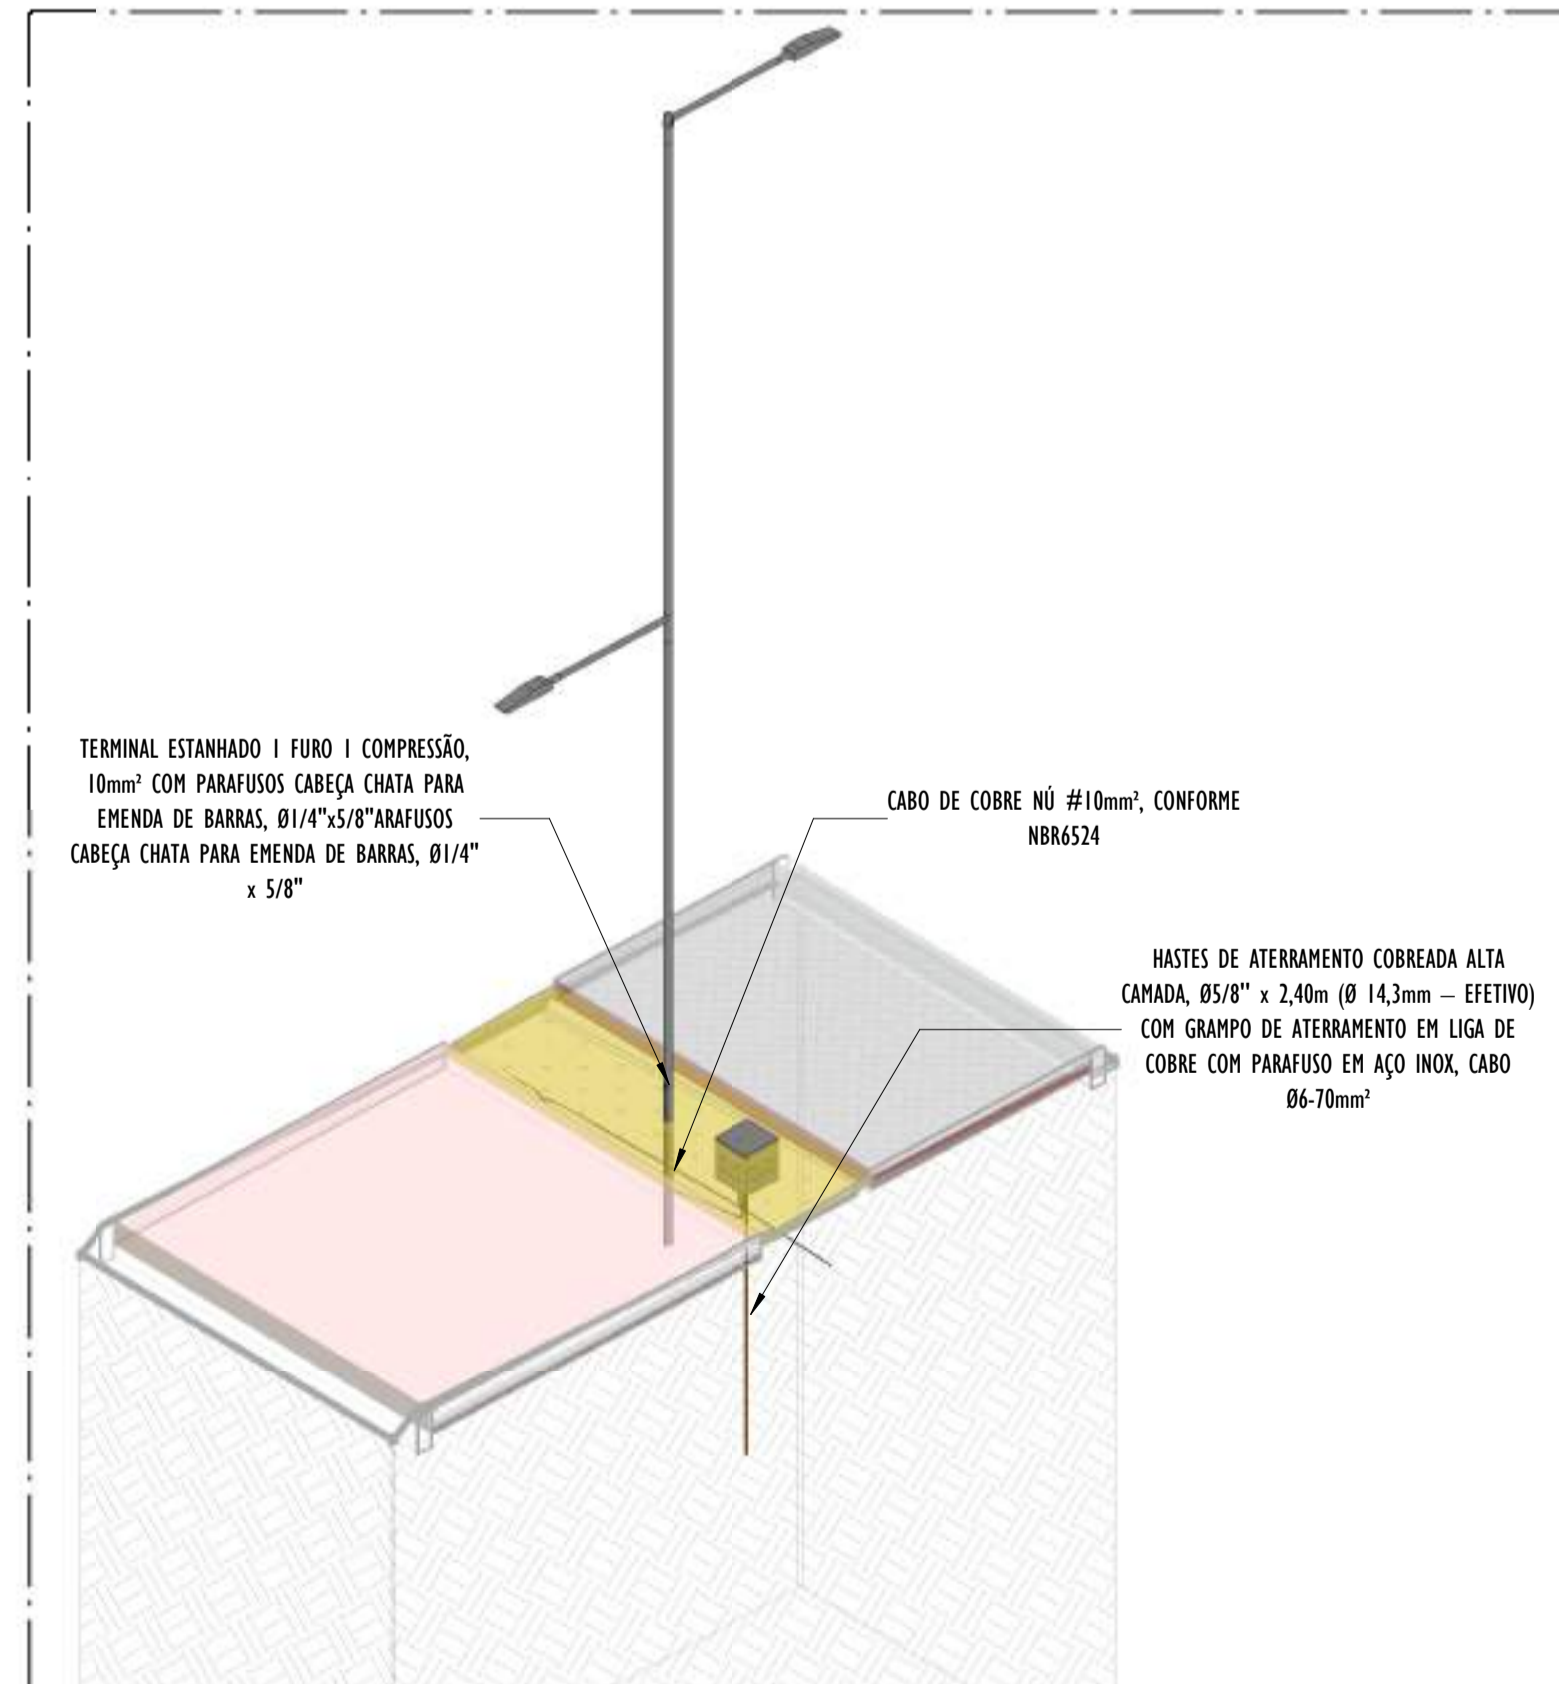 TERMINAL ESTANHADO 1 FURO 1 COMPRESSÃO,
10mm² COM PARAFUSOS CABEÇA CHATA PARA
EMENDA DE BARRAS, Ø1/4"x5/8"ARAFUSOS
CABEÇA CHATA PARA EMENDA DE BARRAS, Ø1/4"
x 5/8"
CABO DE COBRE NÚ #10mm², CONFORME
NBR6524
HASTES DE ATERRAMENTO COBREADA ALTA
CAMADA, Ø5/8'' x 2,40m (Ø 14,3mm – EFETIVO)
COM GRAMPO DE ATERRAMENTO EM LIGA DE
COBRE COM PARAFUSO EM AÇO INOX, CABO
Ø6-70mm²